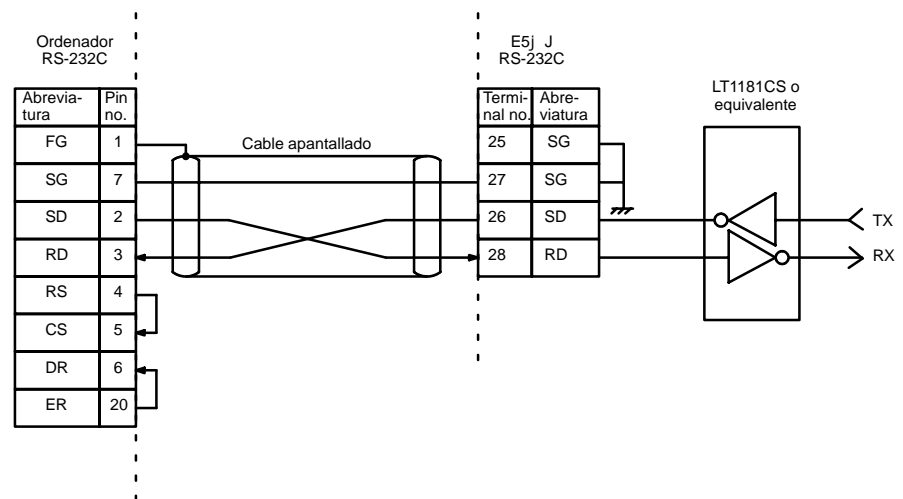 Ordenador
RS-232C
E5j J
RS-232C
LT1181CS o
equivalente
Abrevia-
tura
Pin
no.
Termi-
nal no.
Abre-
viatura
FG 1
Cable apantallado
25 SG
SG 7
27 SG
SD 2
26 SD
TX
RD 3
28 RD
RX
RS 4
CS 5
DR 6
ER 20